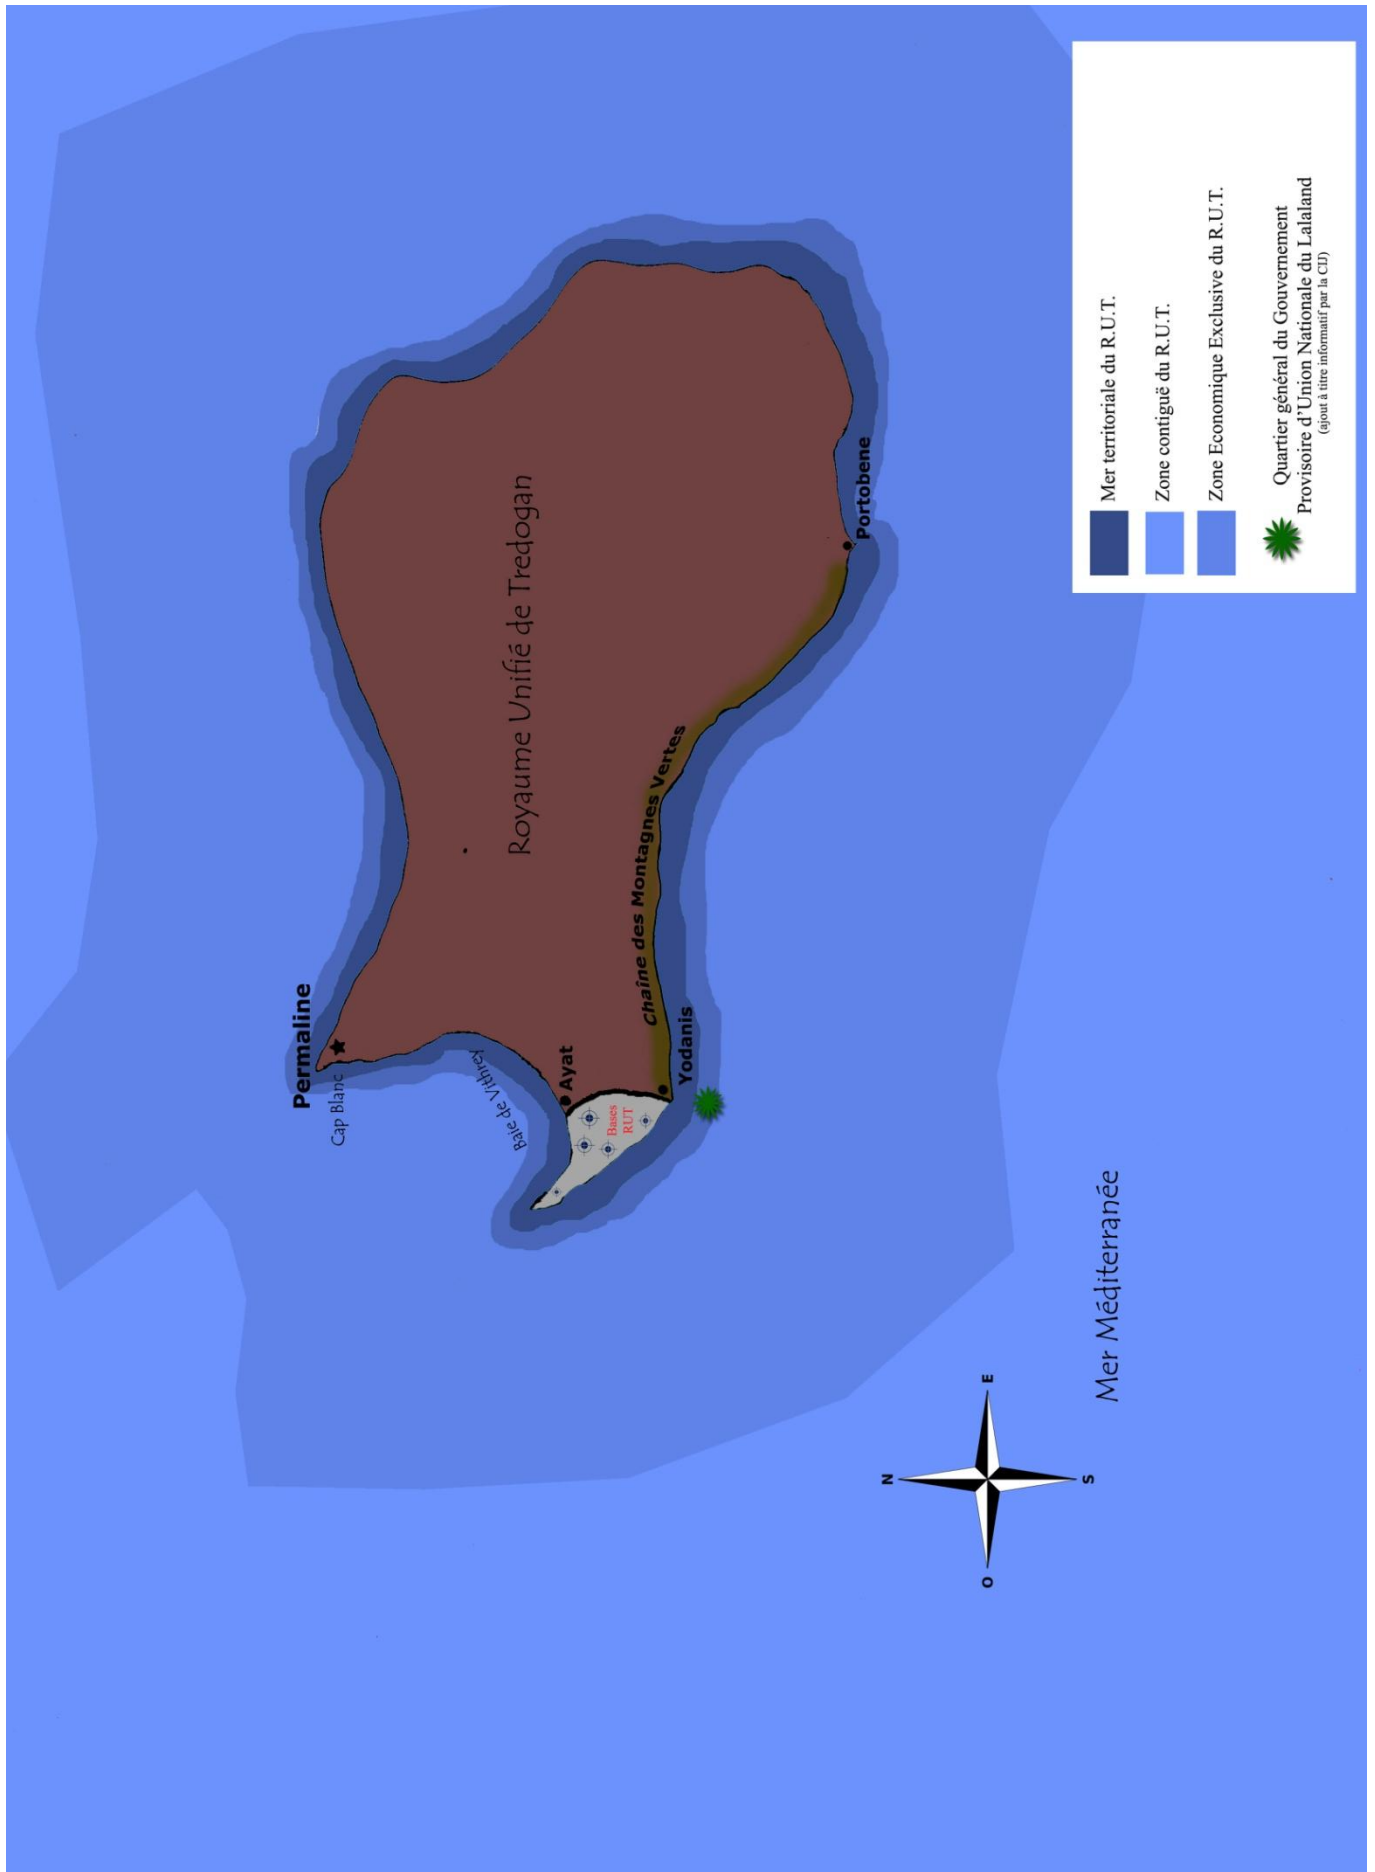 Permaline
Cap Blanc
Baie de Vithrey
Ayat
Bases
RUT
Yodanis
Chaîne des Montagnes Vertes
Royaume Unifié de Tredogan
Portobene
Mer Méditerranée
N
E
S
O
Mer territoriale du R.U.T.
Zone contiguë du R.U.T.
Zone Economique Exclusive du R.U.T.
Quartier général du Gouvernement
Provisoire d'Union Nationale du Lalaland
(ajout à titre informatif par la CIJ)